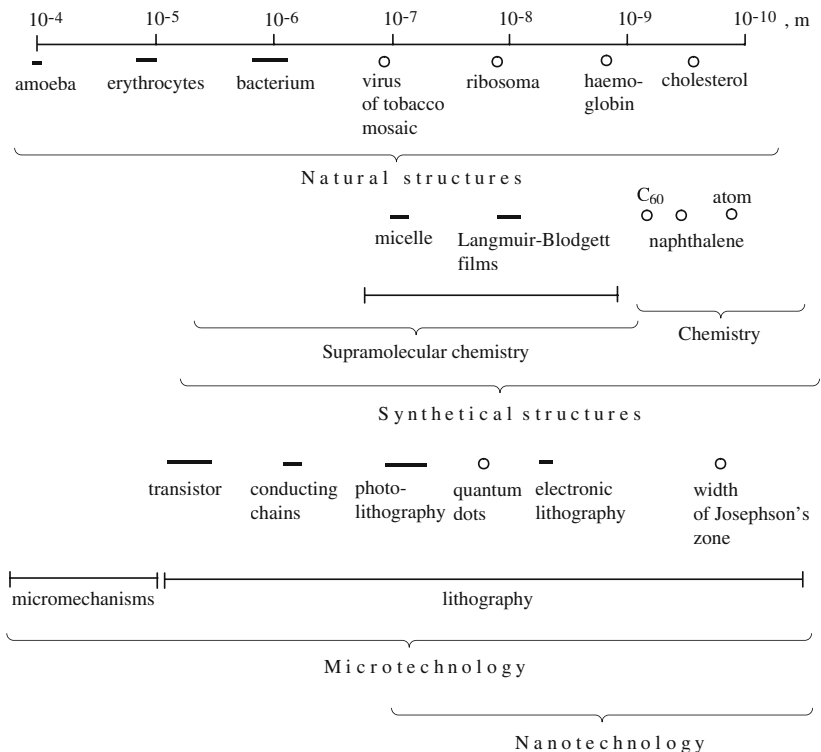 10-4 10-5 10-6 10-7 10-8 10-9 10-10 , m
amoeba erythrocytes bacterium virus of tobacco mosaic ribosoma haemo-globin cholesterol
Natural structures
C60 atom
micelle Langmuir-Blodgett films naphthalene
Chemistry
Supramolecular chemistry
Synthetical structures
transistor conducting chains photo-lithography quantum dots electronic lithography width of Josephson's zone
micromechanisms lithography
Microtechnology
Nanotechnology